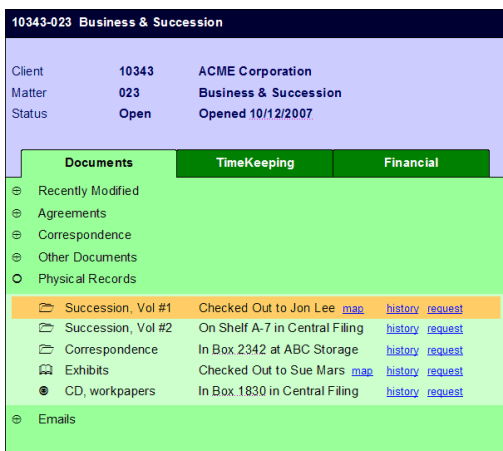 10343-023 Business & Succession
Client 10343 ACME Corporation
Matter 023 Business & Succession
Status Open Opened 10/12/2007
Documents TimeKeeping Financial
Recently Modified
Agreements
Correspondence
Other Documents
Physical Records
Succession, Vol #1 Checked Out to Jon Lee map history request
Succession, Vol #2 On Shelf A-7 in Central Filing history request
Correspondence In Box 2342 at ABC Storage history request
Exhibits Checked Out to Sue Mars map history request
CD, workpapers In Box 1830 in Central Filing history request
Emails